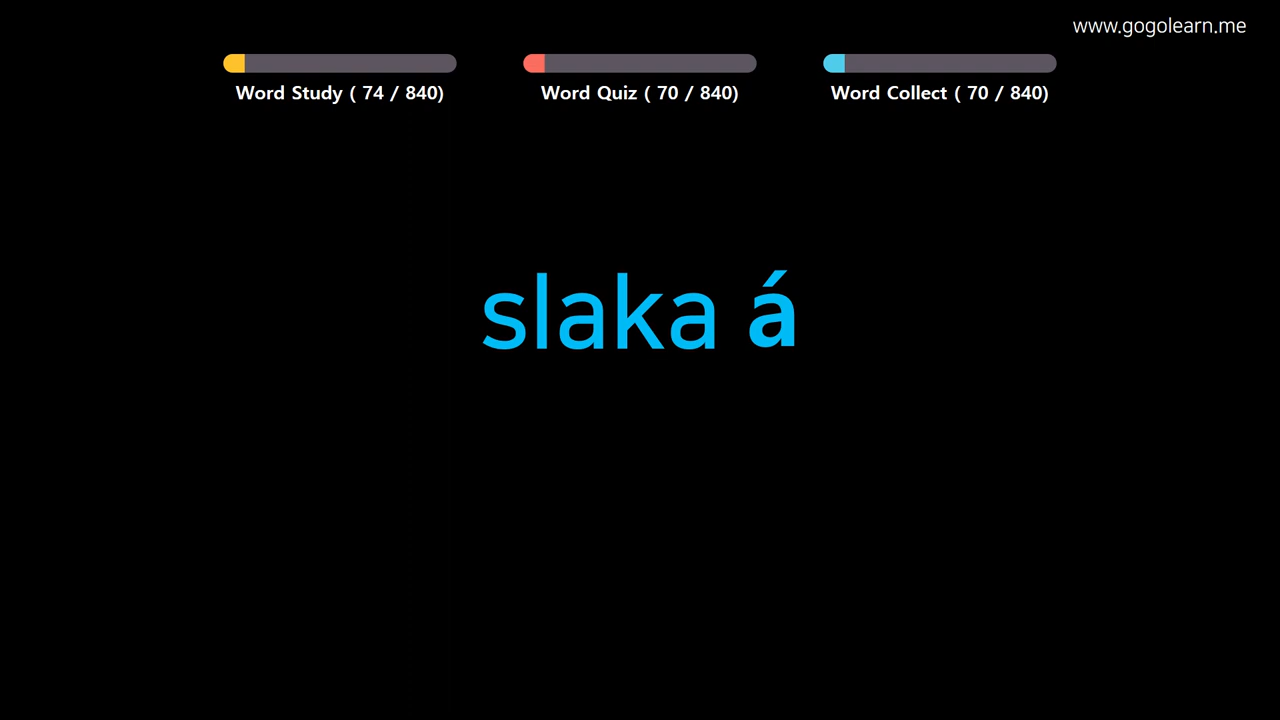 www.gogolearn.me
Word Study ( 74 / 840)
Word Quiz ( 70 / 840)
Word Collect ( 70 / 840)
slaka á